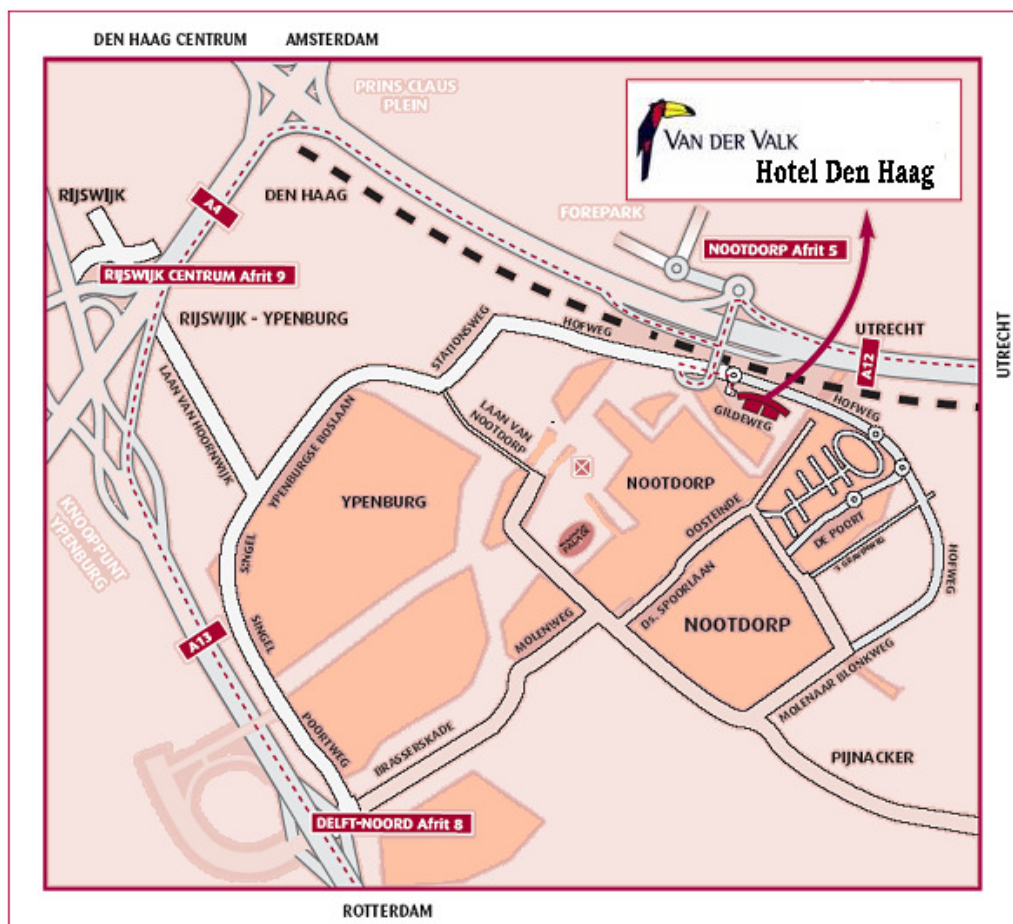 DEN HAAG CENTRUM
AMSTERDAM
PRINS CLAUS
PLEIN
VAN DER VALK
Hotel Den Haag
RIJSWIJK
A4
DEN HAAG
FOREPARK
NOOTDORP Afrit 5
RIJSWIJK CENTRUM Afrit 9
RIJSWIJK - YPENBURG
STATIONSWEG
HOFWEG
UTRECHT
UTRECHT
A12
LAAN VAN HOORNWIJK
YPENBURGSE BOSLAAN
LAAN VAN
NOOTDORP
GILDEWEG
HOFWEG
YPENBURG
NOOTDORP
OOSTEINDE
DE POORT
KNOOPPUNT
YPENBURG
SINGEL
HOFWEG
SINGEL
MOLENWEG
DS. SPOORLAAN
NOOTDORP
A13
MOLENAAR BLONKWEG
POORTWEG
BRASSERSKADE
PIJNACKER
DELFT-NOORD Afrit 8
ROTTERDAM